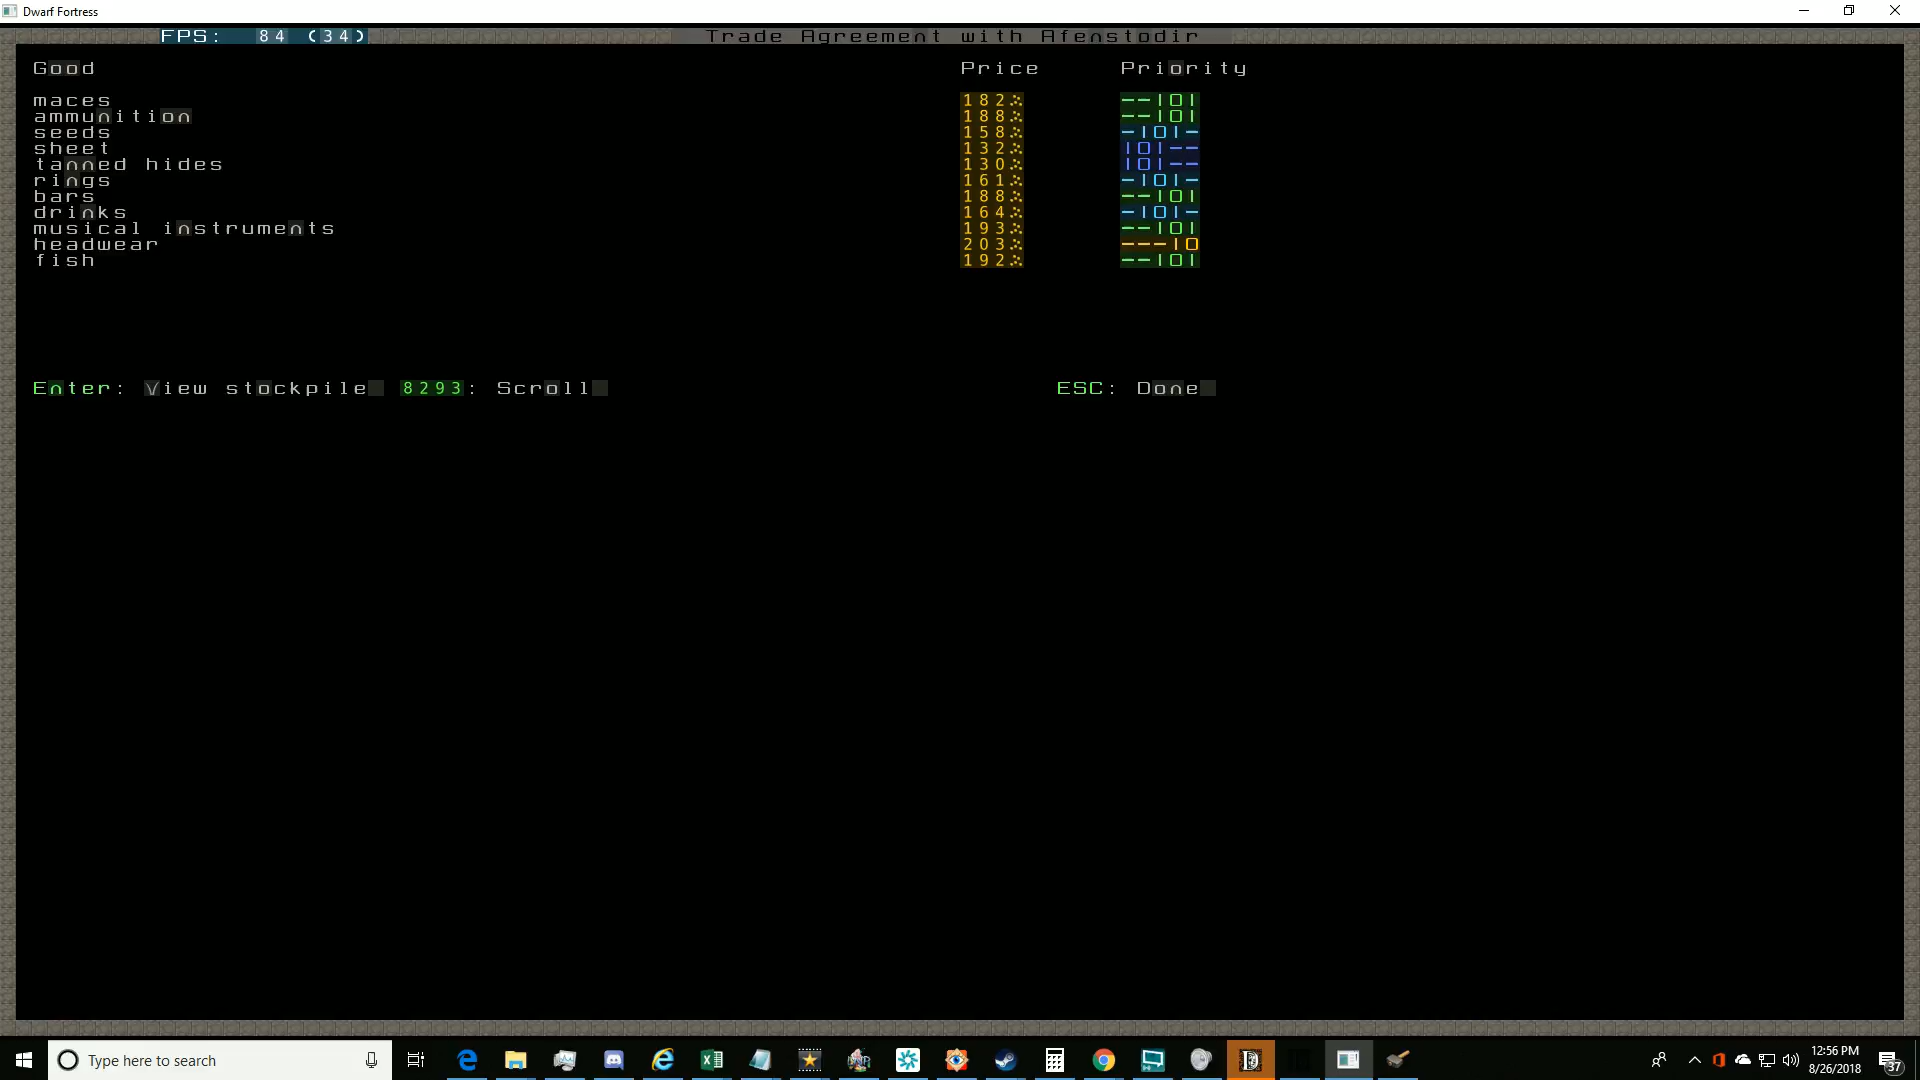 Dwarf Fortress
FPS: 84 (34) Trade Agreement with Afenstodir
Good Price Priority
maces 182 --|O|
ammunition 188 --|O|
seeds 158 -|O|-
sheet 132 |O|--
tanned hides 130 |O|--
rings 161 -|O|-
bars 188 --|O|
drinks 164 -|O|-
musical instruments 193 --|O|
headwear 203 ---|O
fish 192 --|O|
Enter: View stockpile 8293: Scroll ESC: Done
Type here to search
12:56 PM
8/26/2018
37